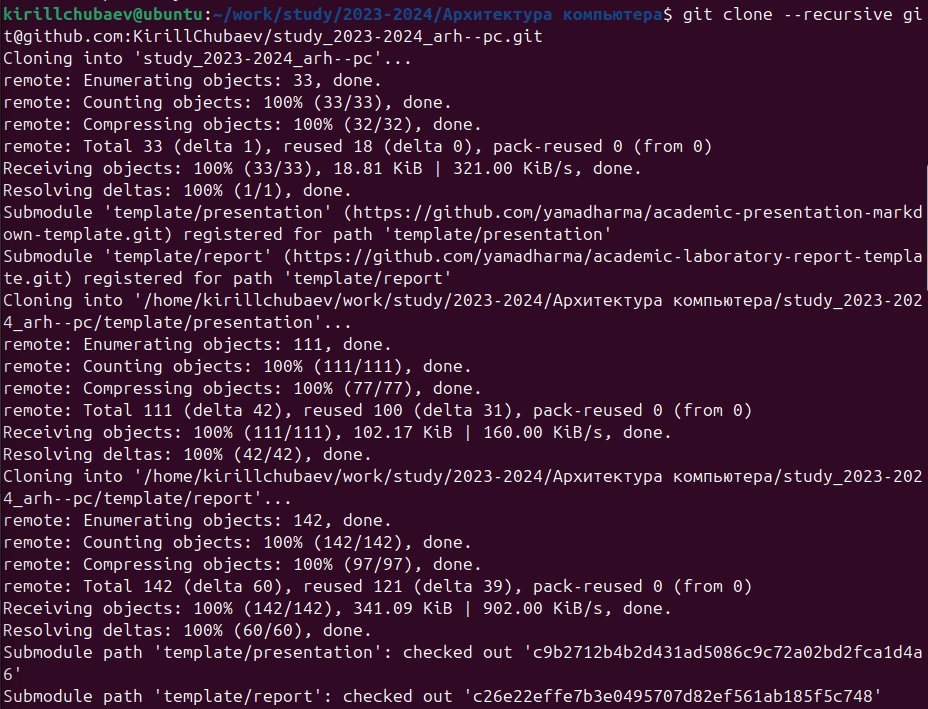 kirillchubaev@ubuntu:~/work/study/2023-2024/Архитектура компьютера$ git clone --recursive gi
t@github.com:KirillChubaev/study_2023-2024_arh--pc.git
Cloning into 'study_2023-2024_arh--pc'...
remote: Enumerating objects: 33, done.
remote: Counting objects: 100% (33/33), done.
remote: Compressing objects: 100% (32/32), done.
remote: Total 33 (delta 1), reused 18 (delta 0), pack-reused 0 (from 0)
Receiving objects: 100% (33/33), 18.81 KiB | 321.00 KiB/s, done.
Resolving deltas: 100% (1/1), done.
Submodule 'template/presentation' (https://github.com/yamadharma/academic-presentation-markd
own-template.git) registered for path 'template/presentation'
Submodule 'template/report' (https://github.com/yamadharma/academic-laboratory-report-templa
te.git) registered for path 'template/report'
Cloning into '/home/kirillchubaev/work/study/2023-2024/Архитектура компьютера/study_2023-202
4_arh--pc/template/presentation'...
remote: Enumerating objects: 111, done.
remote: Counting objects: 100% (111/111), done.
remote: Compressing objects: 100% (77/77), done.
remote: Total 111 (delta 42), reused 100 (delta 31), pack-reused 0 (from 0)
Receiving objects: 100% (111/111), 102.17 KiB | 160.00 KiB/s, done.
Resolving deltas: 100% (42/42), done.
Cloning into '/home/kirillchubaev/work/study/2023-2024/Архитектура компьютера/study_2023-202
4_arh--pc/template/report'...
remote: Enumerating objects: 142, done.
remote: Counting objects: 100% (142/142), done.
remote: Compressing objects: 100% (97/97), done.
remote: Total 142 (delta 60), reused 121 (delta 39), pack-reused 0 (from 0)
Receiving objects: 100% (142/142), 341.09 KiB | 902.00 KiB/s, done.
Resolving deltas: 100% (60/60), done.
Submodule path 'template/presentation': checked out 'c9b2712b4b2d431ad5086c9c72a02bd2fca1d4a
6'
Submodule path 'template/report': checked out 'c26e22effe7b3e0495707d82ef561ab185f5c748'